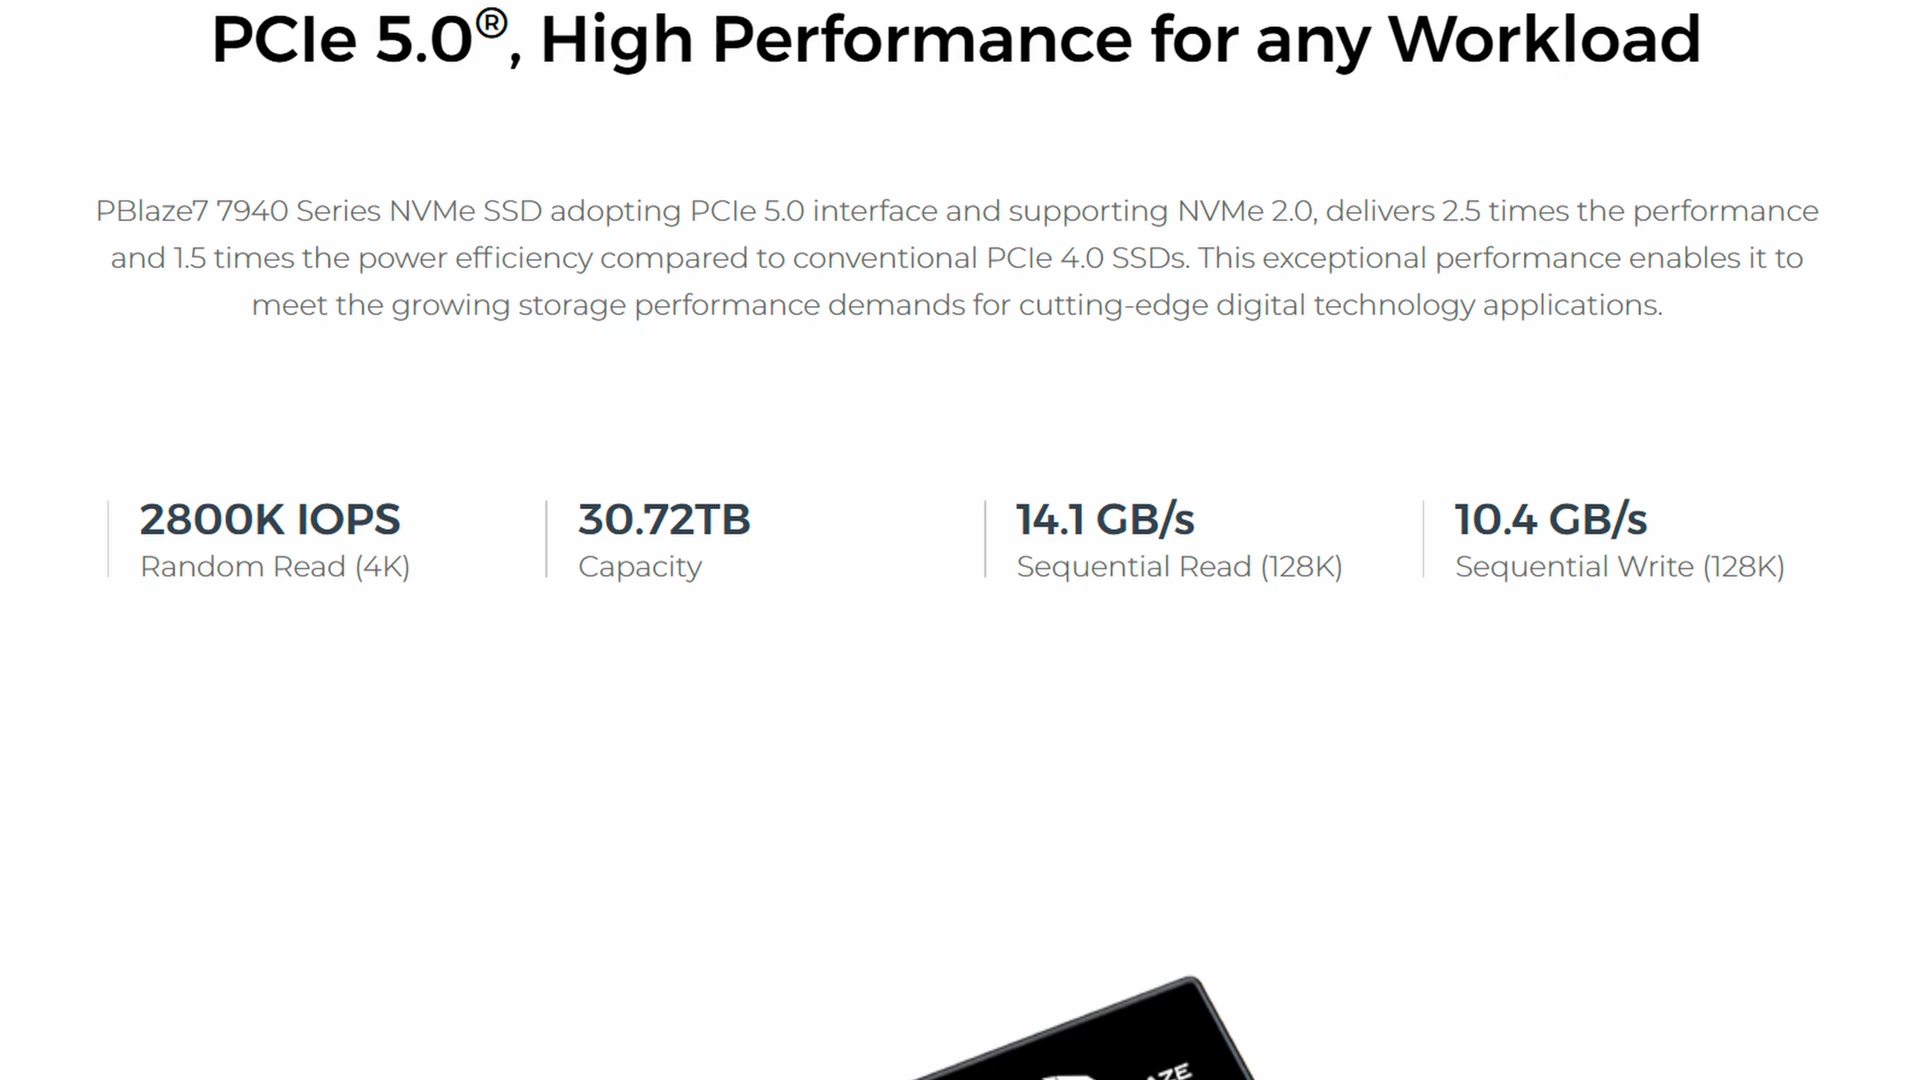 PCIe 5.0®, High Performance for any Workload
PBlaze7 7940 Series NVMe SSD adopting PCIe 5.0 interface and supporting NVMe 2.0, delivers 2.5 times the performance
and 1.5 times the power efficiency compared to conventional PCIe 4.0 SSDs. This exceptional performance enables it to
meet the growing storage performance demands for cutting-edge digital technology applications.
2800K IOPS
Random Read (4K)
30.72TB
Capacity
14.1 GB/s
Sequential Read (128K)
10.4 GB/s
Sequential Write (128K)